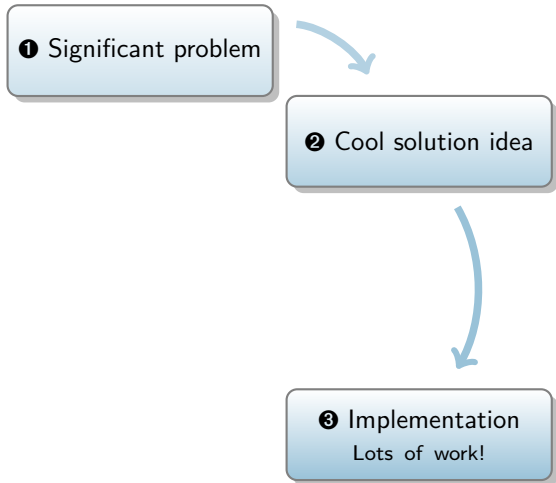 ❶ Significant problem
❷ Cool solution idea
❸ Implementation
Lots of work!